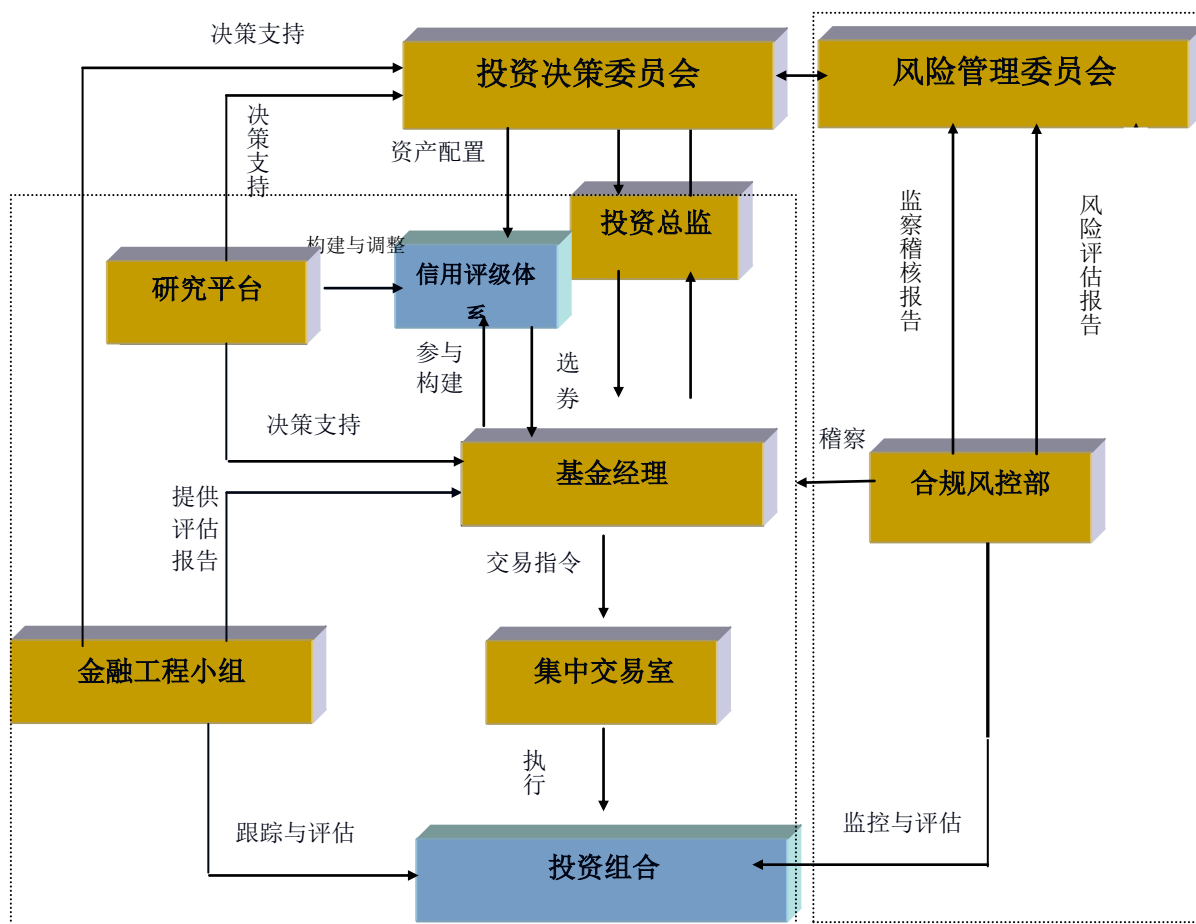 决策支持
投资决策委员会
风险管理委员会
决策支持
资产配置
监察稽核报告
风险评估报告
投资总监
构建与调整
研究平台
信用评级体
系
参与
构建
选
券
决策支持
基金经理
稽察
合规风控部
提供
评估
报告
交易指令
金融工程小组
集中交易室
执行
跟踪与评估
监控与评估
投资组合